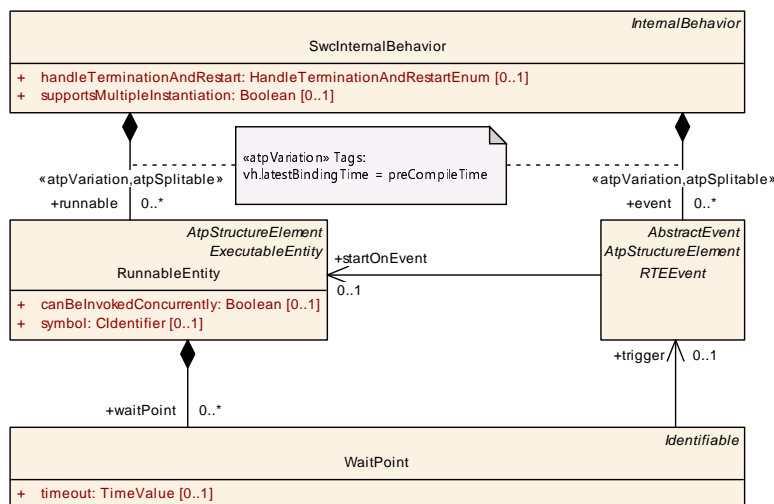 InternalBehavior
SwcInternalBehavior
+ handleTerminationAndRestart: HandleTerminationAndRestartEnum [0..1]
+ supportsMultipleInstantiation: Boolean [0..1]
«atpVariation» Tags:
vh.latestBindingTime = preCompileTime
«atpVariation,atpSplitable» «atpVariation,atpSplitable»
+runnable 0..* +event 0..*
AtpStructureElement
ExecutableEntity
RunnableEntity
+ canBeInvokedConcurrently: Boolean [0..1]
+ symbol: CIdentifier [0..1]
+startOnEvent
0..1
AbstractEvent
AtpStructureElement
RTEEvent
+trigger 0..1
+waitPoint 0..*
Identifiable
WaitPoint
+ timeout: TimeValue [0..1]